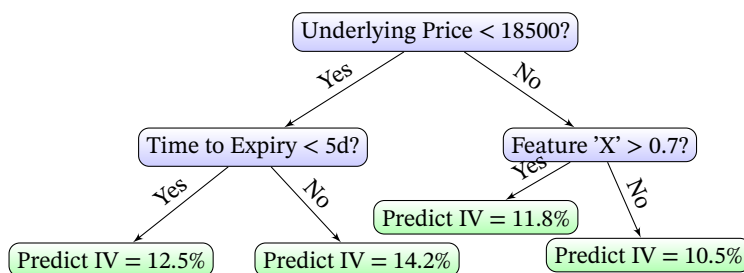 Underlying Price < 18500?
Yes
No
Time to Expiry < 5d?
Feature ’X’ > 0.7?
Yes
No
Yes
No
Predict IV = 11.8%
Predict IV = 12.5%
Predict IV = 14.2%
Predict IV = 10.5%